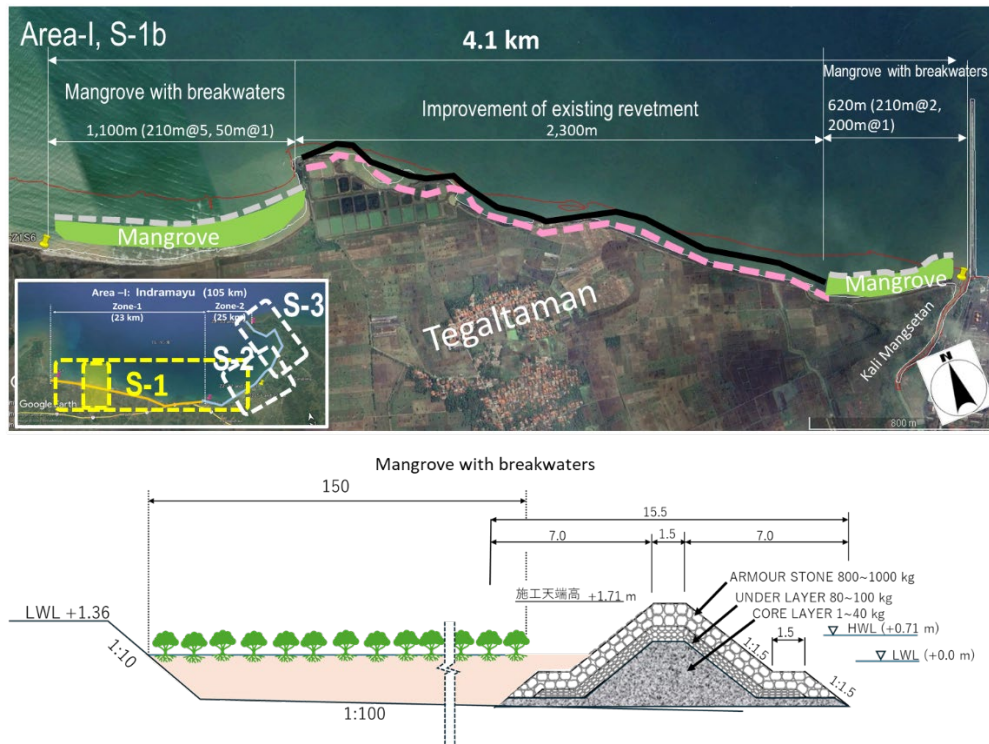 Area-I, S-1b
4.1 km
Mangrove with breakwaters
1,100m (210m@5, 50m@1)
Improvement of existing revetment
2,300m
Mangrove with breakwaters
620m (210m@2,
200m@1)
Mangrove
Mangrove
Z1S6
Tegaltaman
Kali Mangsetan
N
800 m
Area –I: Indramayu (105 km)
Zone-1
(23 km)
Zone-2
(25 km)
S-3
S-2
S-1
Google Earth
Mangrove with breakwaters
150
15.5
7.0
1.5
7.0
施工天端高 +1.71 m
ARMOUR STONE 800~1000 kg
UNDER LAYER 80~100 kg
CORE LAYER 1~40 kg
LWL +1.36
1:10
1:100
1:1.5
1.5
1:1.5
HWL (+0.71 m)
LWL (+0.0 m)